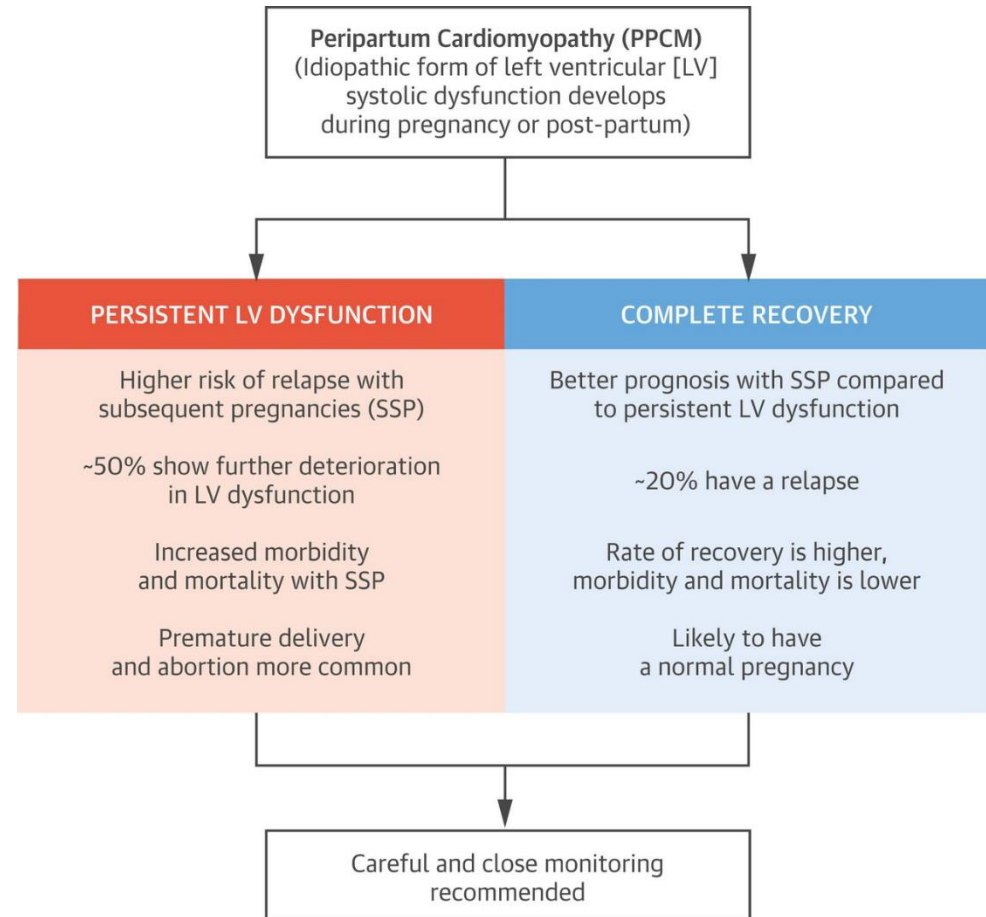 Peripartum Cardiomyopathy (PPCM)
(Idiopathic form of left ventricular [LV]
systolic dysfunction develops
during pregnancy or post-partum)
PERSISTENT LV DYSFUNCTION
Higher risk of relapse with
subsequent pregnancies (SSP)
~50% show further deterioration
in LV dysfunction
Increased morbidity
and mortality with SSP
Premature delivery
and abortion more common
COMPLETE RECOVERY
Better prognosis with SSP compared
to persistent LV dysfunction
~20% have a relapse
Rate of recovery is higher,
morbidity and mortality is lower
Likely to have
a normal pregnancy
Careful and close monitoring
recommended